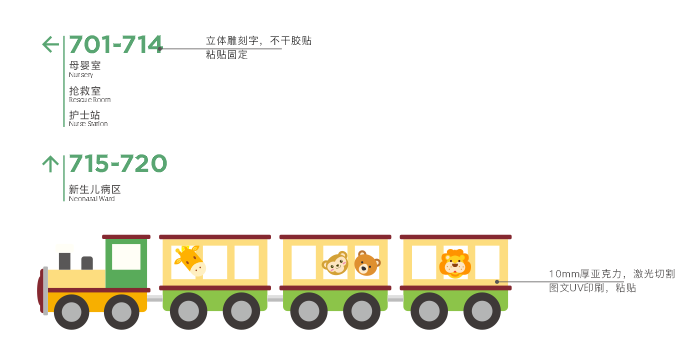 701-714
立体雕刻字，不干胶贴
粘贴固定
母婴室
Nursery
抢救室
Rescue Room
护士站
Nurse Station
715-720
新生儿病区
Neonatal Ward
10mm厚亚克力，激光切割
图文UV印刷，粘贴